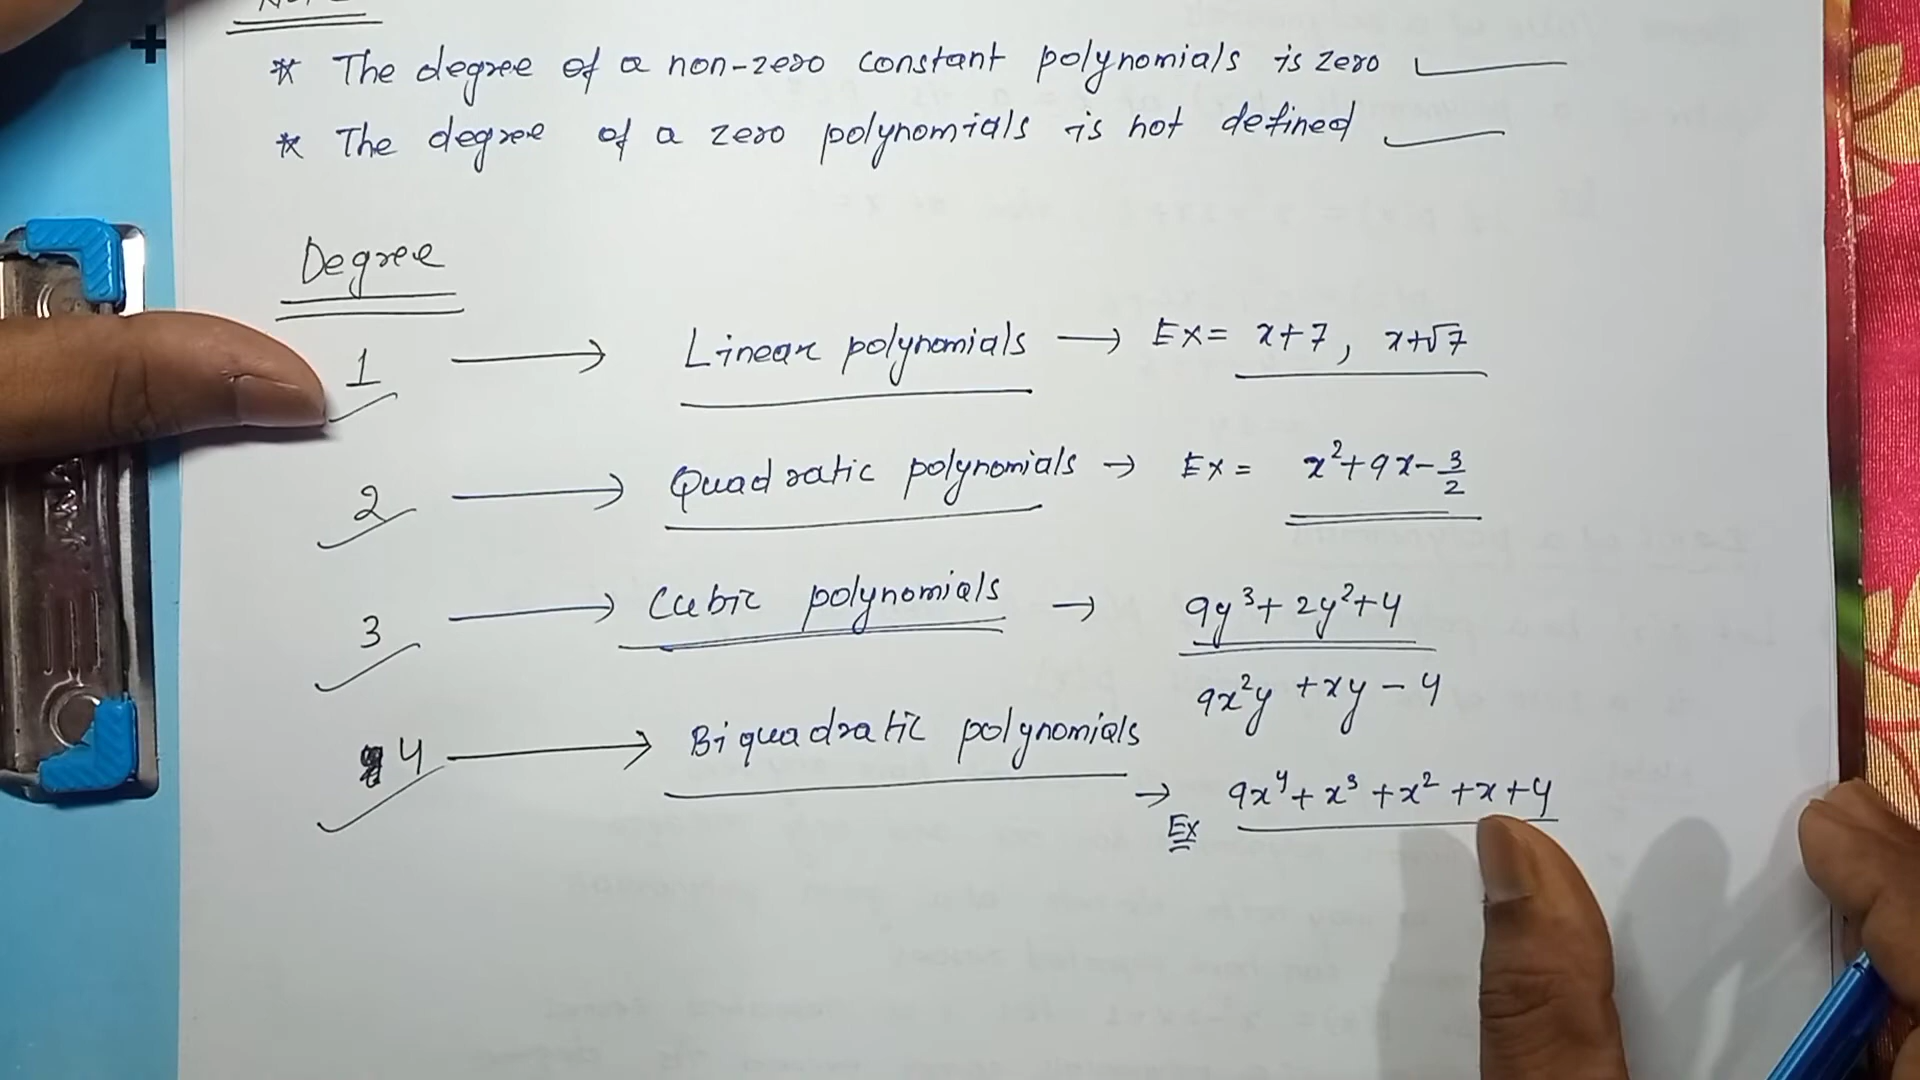 * The degree of a non-zero constant polynomials is zero
* The degree of a zero polynomials is not defined
Degree
1 → Linear polynomials → Ex = x+7, x+√7
2 → Quadratic polynomials → Ex = x²+9x-3/2
3 → Cubic polynomials → 9y³+2y²+4
9x²y+xy-4
4 → Biquadratic polynomials
→ Ex 9x⁴+x³+x²+x+4